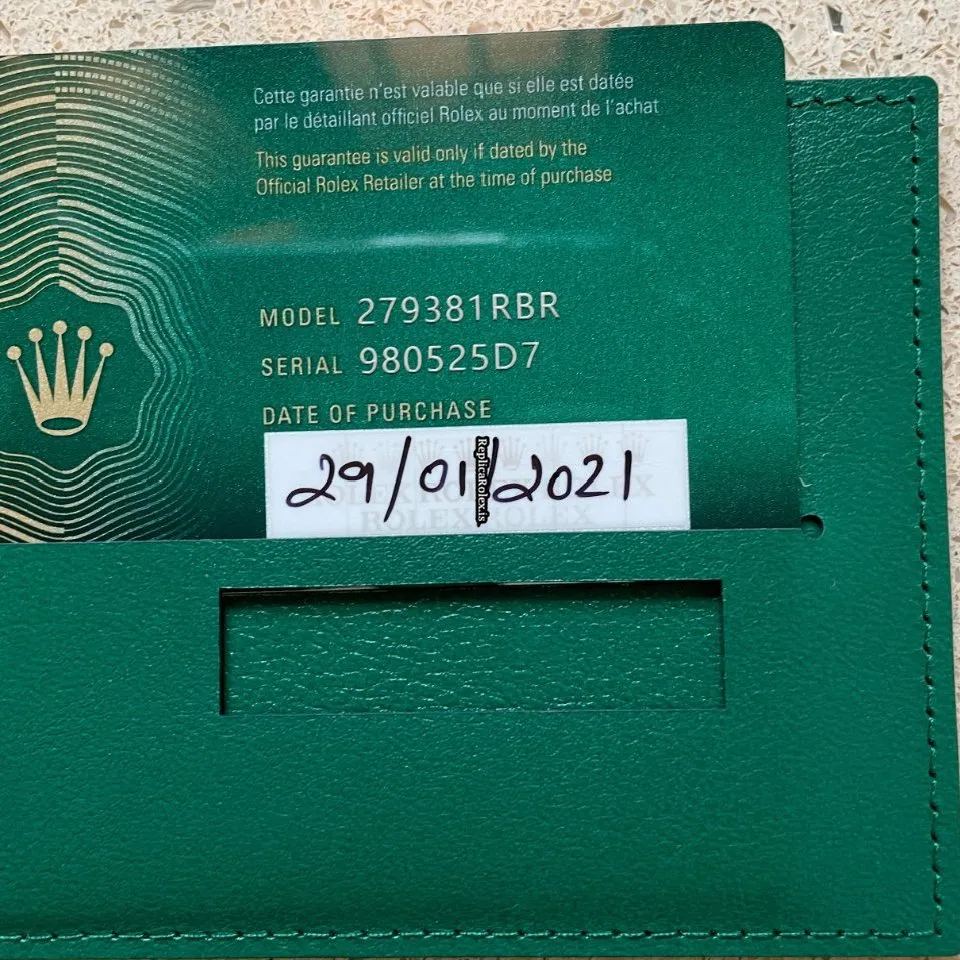 Cette garantie n'est valable que si elle est datée
par le détaillant officiel Rolex au moment de l'achat
This guarantee is valid only if dated by the
Official Rolex Retailer at the time of purchase
MODEL 279381RBR
SERIAL 980525D7
DATE OF PURCHASE
29/01/2021
ReplicaRolex.is
ROLEX ROLEX